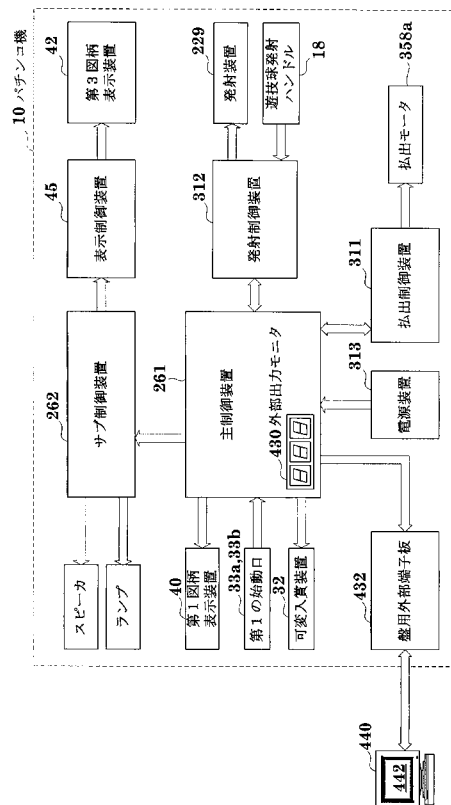 10 パチンコ機
42
第3図柄
表示装置
45
表示制御装置
262
サブ制御装置
スピーカ
ランプ
229
発射装置
18
遊技球発射
ハンドル
312
発射制御装置
261
主制御装置
430 外部出力モニタ
40
第1図柄
表示装置
33a,33b
第1の始動口
32
可変入賞装置
358a
払出モータ
311
払出制御装置
313
電源装置
432
盤用外部端子板
440
442